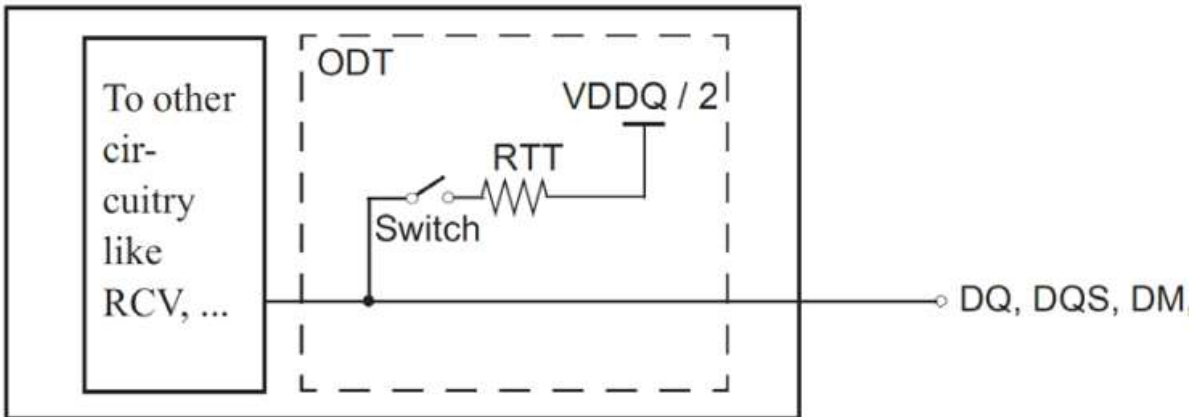 ODT
To other
cir-
cuitry
like
RCV, ...
VDDQ / 2
RTT
Switch
DQ, DQS, DM,